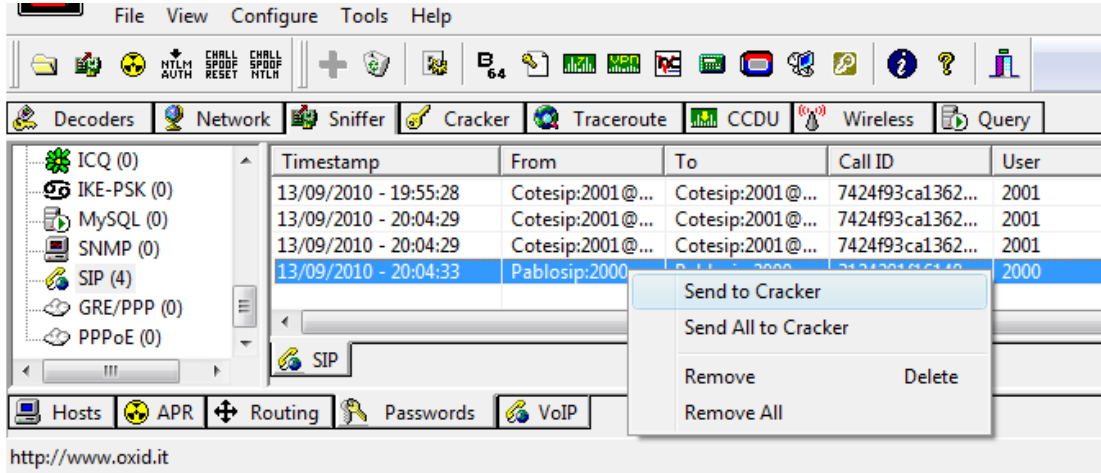 File View Configure Tools Help
NTLM AUTH CHALL SPOOF RESET CHALL SPOOF NTLM B64
Decoders Network Sniffer Cracker Traceroute CCDU Wireless Query
ICQ (0)
IKE-PSK (0)
MySQL (0)
SNMP (0)
SIP (4)
GRE/PPP (0)
PPPoE (0)
Timestamp From To Call ID User
13/09/2010 - 19:55:28 Cotesip:2001@... Cotesip:2001@... 7424f93ca1362... 2001
13/09/2010 - 20:04:29 Cotesip:2001@... Cotesip:2001@... 7424f93ca1362... 2001
13/09/2010 - 20:04:29 Cotesip:2001@... Cotesip:2001@... 7424f93ca1362... 2001
13/09/2010 - 20:04:33 Pablosip:2000 2000
Send to Cracker
Send All to Cracker
Remove Delete
Remove All
SIP
Hosts APR Routing Passwords VoIP
http://www.oxid.it